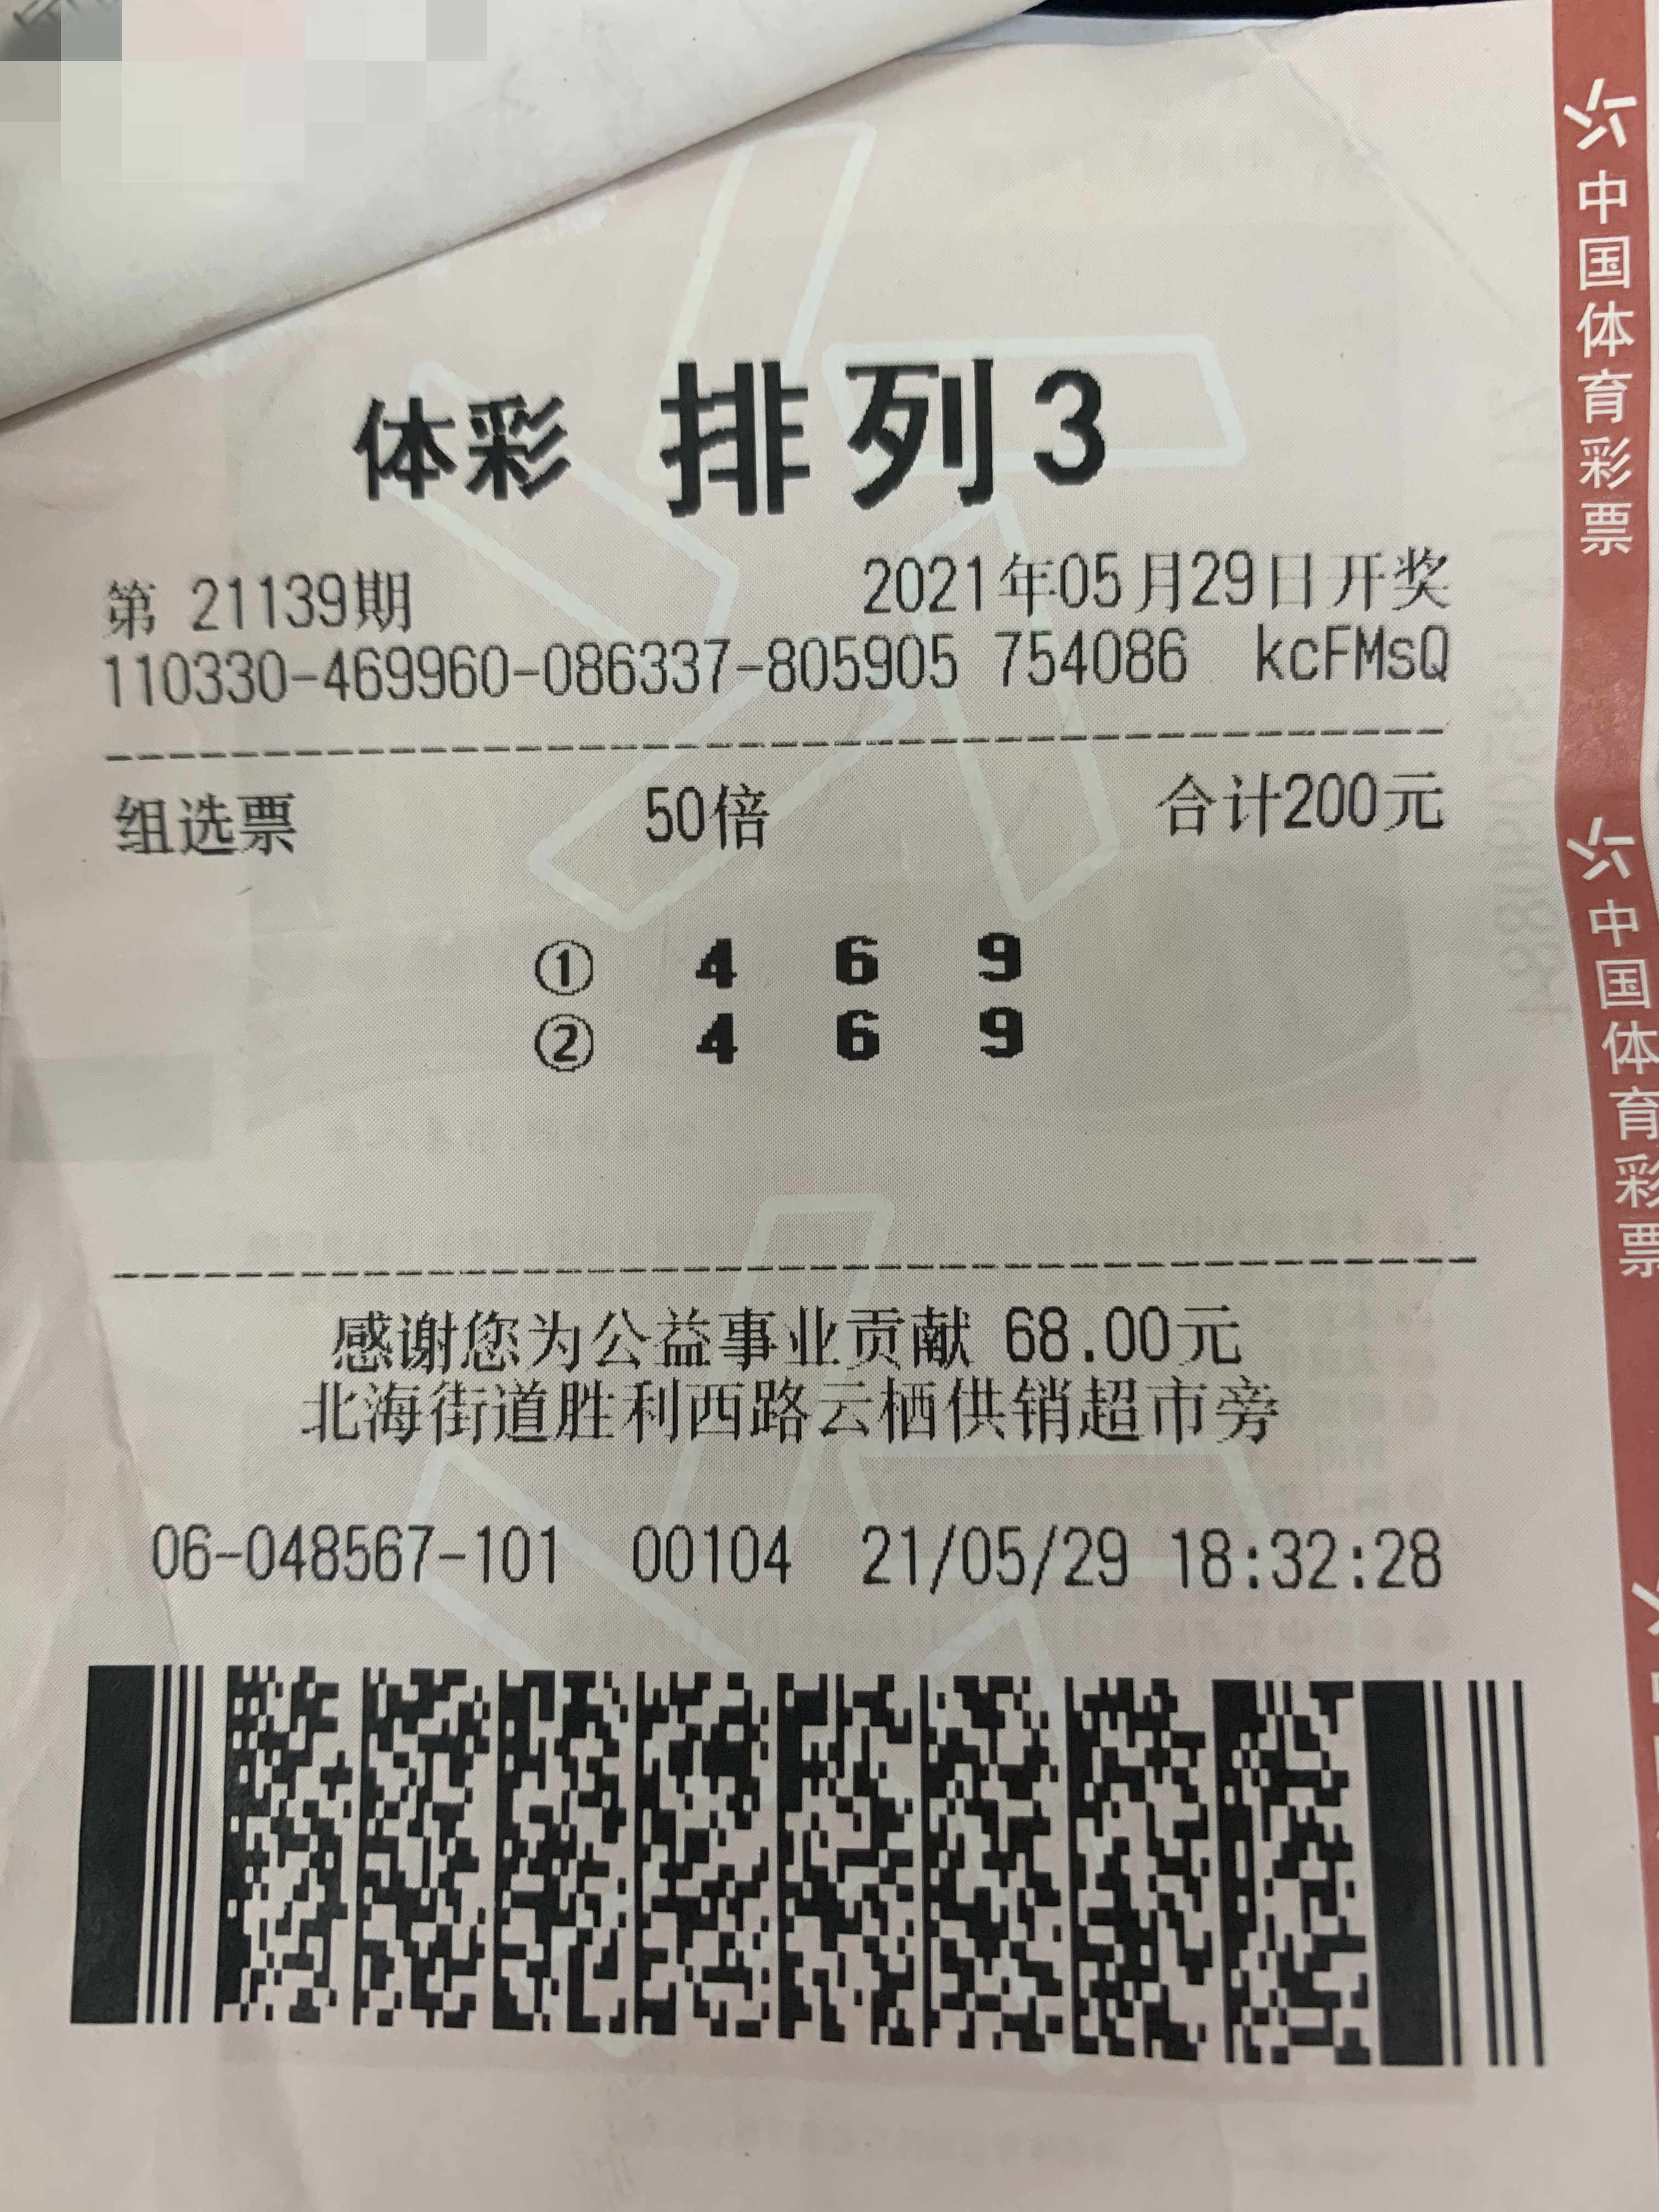 体彩 排列3
第 21139期 2021年05月29日开奖
110330-469960-086337-805905 754086 kcFMsQ
组选票 50倍 合计200元
① 4 6 9
② 4 6 9
感谢您为公益事业贡献 68.00元
北海街道胜利西路云栖供销超市旁
06-048567-101 00104 21/05/29 18:32:28
中国体育彩票
中国体育彩票